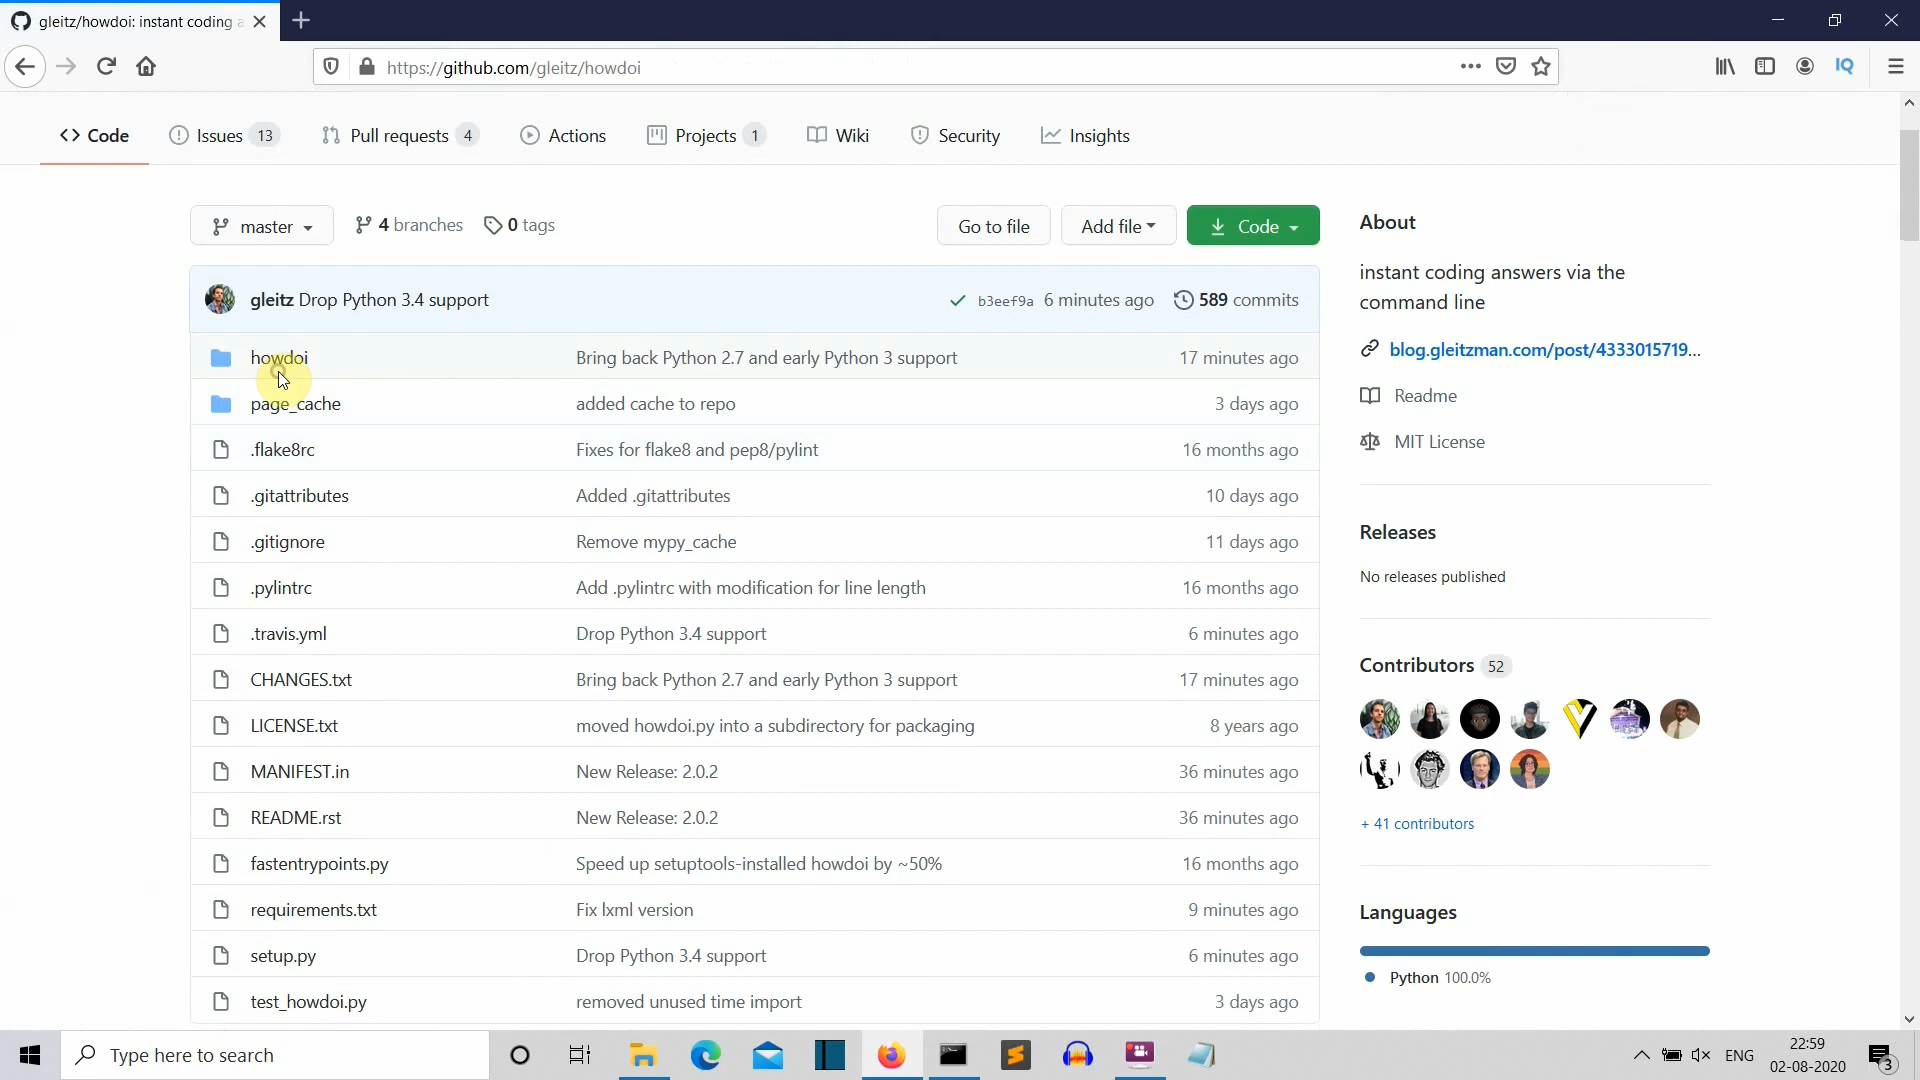 gleitz/howdoi: instant coding a
https://github.com/gleitz/howdoi
IQ
Code
Issues 13
Pull requests 4
Actions
Projects 1
Wiki
Security
Insights
master
4 branches
0 tags
Go to file
Add file
Code
gleitz Drop Python 3.4 support
b3eef9a 6 minutes ago
589 commits
howdoi Bring back Python 2.7 and early Python 3 support 17 minutes ago
page_cache added cache to repo 3 days ago
.flake8rc Fixes for flake8 and pep8/pylint 16 months ago
.gitattributes Added .gitattributes 10 days ago
.gitignore Remove mypy_cache 11 days ago
.pylintrc Add .pylintrc with modification for line length 16 months ago
.travis.yml Drop Python 3.4 support 6 minutes ago
CHANGES.txt Bring back Python 2.7 and early Python 3 support 17 minutes ago
LICENSE.txt moved howdoi.py into a subdirectory for packaging 8 years ago
MANIFEST.in New Release: 2.0.2 36 minutes ago
README.rst New Release: 2.0.2 36 minutes ago
fastentrypoints.py Speed up setuptools-installed howdoi by ~50% 16 months ago
requirements.txt Fix lxml version 9 minutes ago
setup.py Drop Python 3.4 support 6 minutes ago
test_howdoi.py removed unused time import 3 days ago
About
instant coding answers via the
command line
blog.gleitzman.com/post/4333015719...
Readme
MIT License
Releases
No releases published
Contributors 52
+ 41 contributors
Languages
Python 100.0%
Type here to search
ENG
22:59
02-08-2020
3